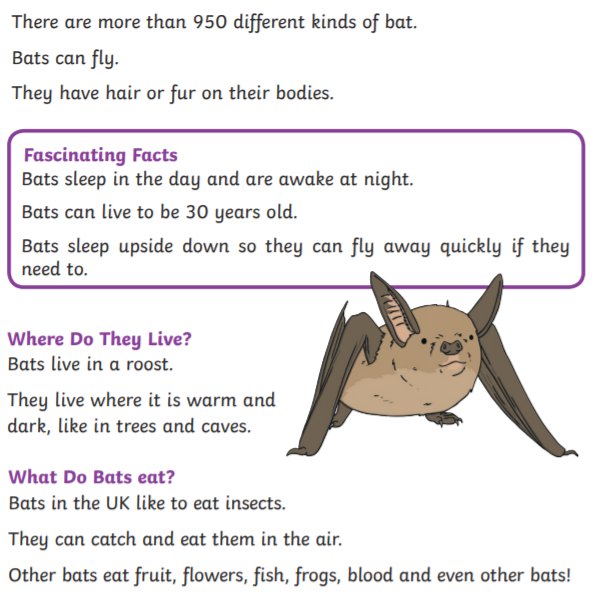 There are more than 950 different kinds of bat.
Bats can fly.
They have hair or fur on their bodies.
Fascinating Facts
Bats sleep in the day and are awake at night.
Bats can live to be 30 years old.
Bats sleep upside down so they can fly away quickly if they
need to.
Where Do They Live?
Bats live in a roost.
They live where it is warm and
dark, like in trees and caves.
What Do Bats eat?
Bats in the UK like to eat insects.
They can catch and eat them in the air.
Other bats eat fruit, flowers, fish, frogs, blood and even other bats!